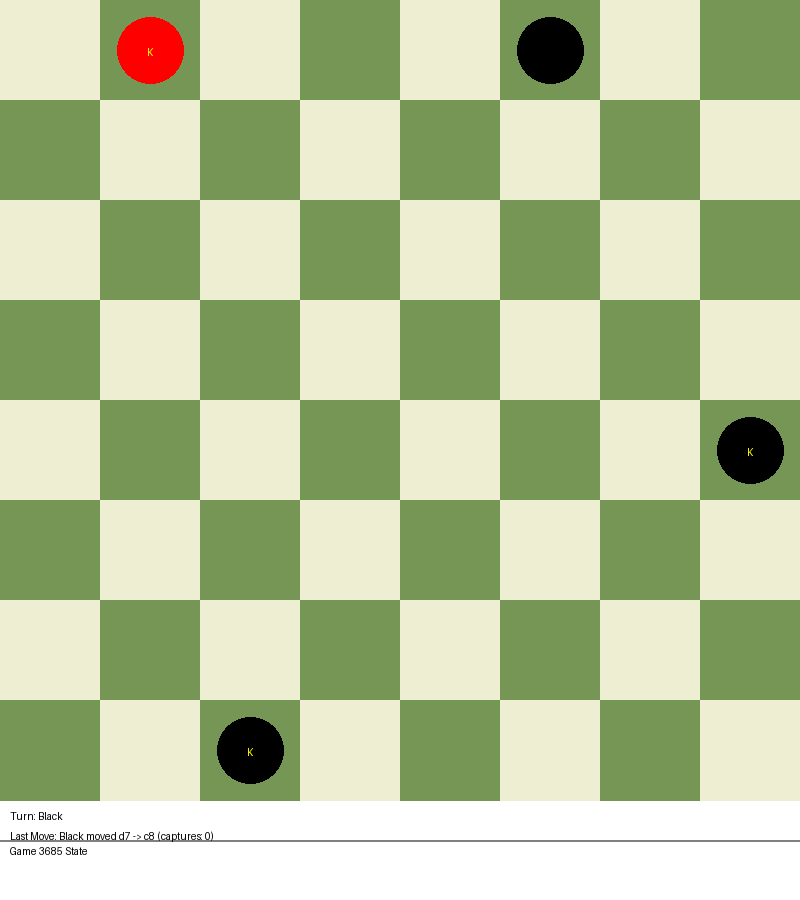 K
K
K
Turn: Black
Last Move: Black moved d7 -> c8 (captures: 0)
Game 3685 State